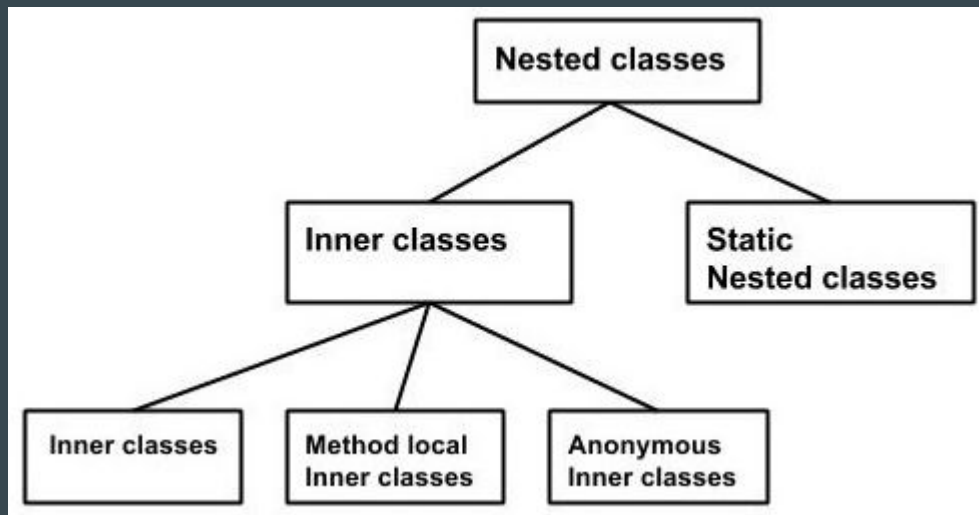 Nested classes
Inner classes
Static
Nested classes
Inner classes
Method local
Inner classes
Anonymous
Inner classes